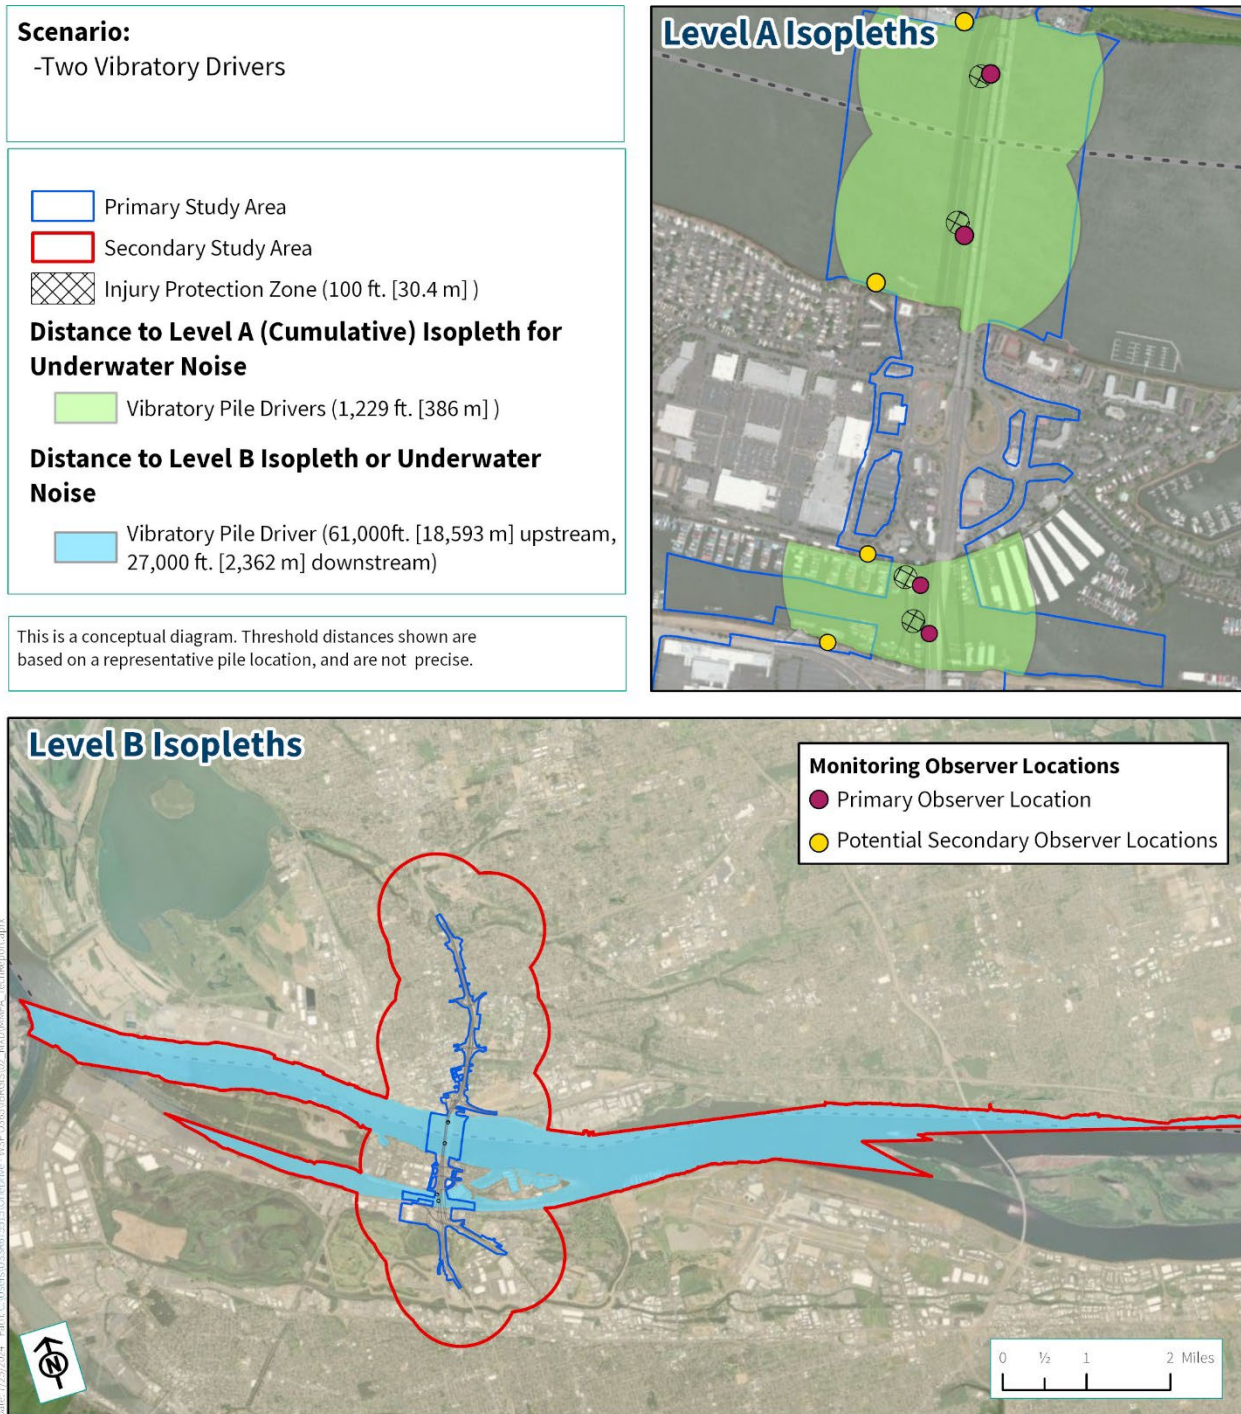 Scenario:
-Two Vibratory Drivers
Primary Study Area
Secondary Study Area
Injury Protection Zone (100 ft. [30.4 m] )
Distance to Level A (Cumulative) Isopleth for
Underwater Noise
Vibratory Pile Drivers (1,229 ft. [386 m] )
Distance to Level B Isopleth or Underwater
Noise
Vibratory Pile Driver (61,000ft. [18,593 m] upstream,
27,000 ft. [2,362 m] downstream)
This is a conceptual diagram. Threshold distances shown are
based on a representative pile location, and are not precise.
Level A Isopleths
Level B Isopleths
Monitoring Observer Locations
Primary Observer Location
Potential Secondary Observer Locations
N
0 ½ 1 2 Miles